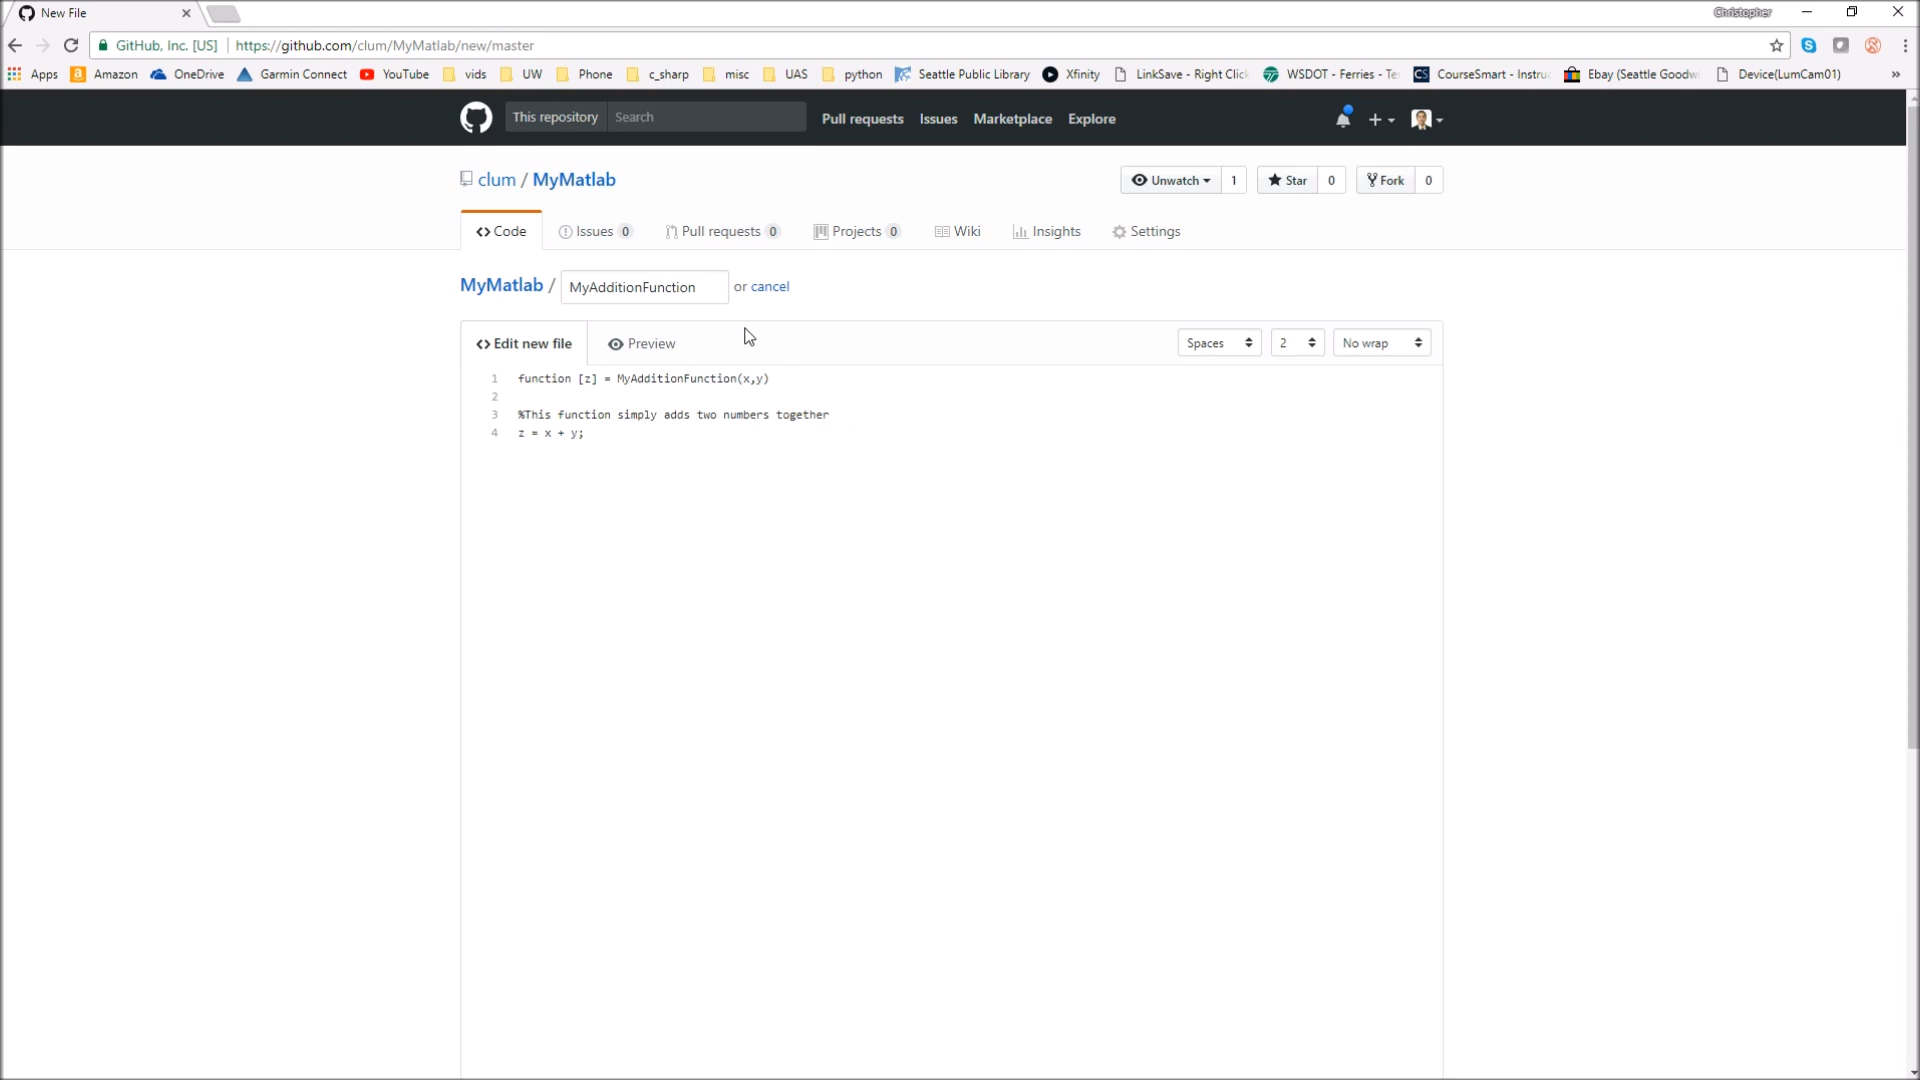 New File
Christopher
GitHub, Inc. [US] https://github.com/clum/MyMatlab/new/master
Apps Amazon OneDrive Garmin Connect YouTube vids UW Phone c_sharp misc UAS python Seattle Public Library Xfinity LinkSave - Right Click WSDOT - Ferries - Te CourseSmart - Instru Ebay (Seattle Goodw Device(LumCam01) »
This repository Search Pull requests Issues Marketplace Explore
clum / MyMatlab Unwatch 1 Star 0 Fork 0
Code Issues 0 Pull requests 0 Projects 0 Wiki Insights Settings
MyMatlab / MyAdditionFunction or cancel
<> Edit new file Preview Spaces 2 No wrap
1 function [z] = MyAdditionFunction(x,y)
2
3 %This function simply adds two numbers together
4 z = x + y;